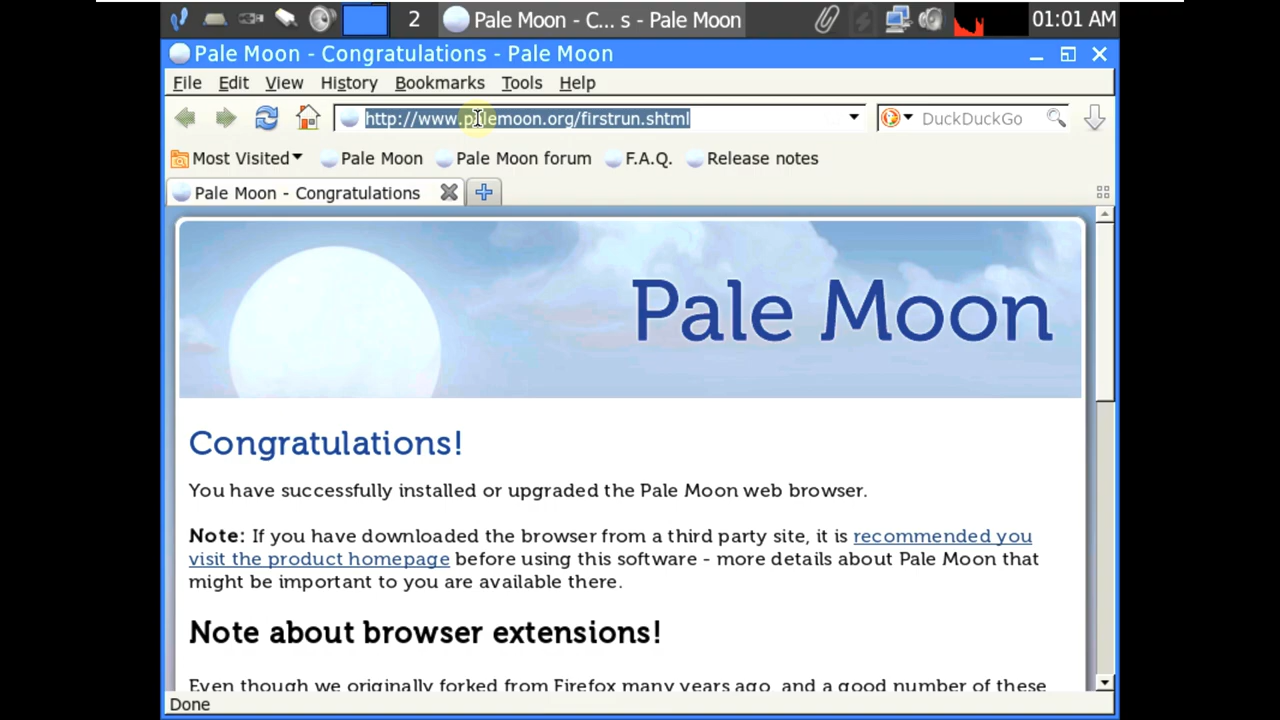 2 Pale Moon - C... s - Pale Moon 01:01 AM
Pale Moon - Congratulations - Pale Moon
File Edit View History Bookmarks Tools Help
http://www.palemoon.org/firstrun.shtml DuckDuckGo
Most Visited Pale Moon Pale Moon forum F.A.Q. Release notes
Pale Moon - Congratulations
Pale Moon
Congratulations!
You have successfully installed or upgraded the Pale Moon web browser.
Note: If you have downloaded the browser from a third party site, it is recommended you
visit the product homepage before using this software - more details about Pale Moon that
might be important to you are available there.
Note about browser extensions!
Even though we originally forked from Firefox many years ago, and a good number of these
Done